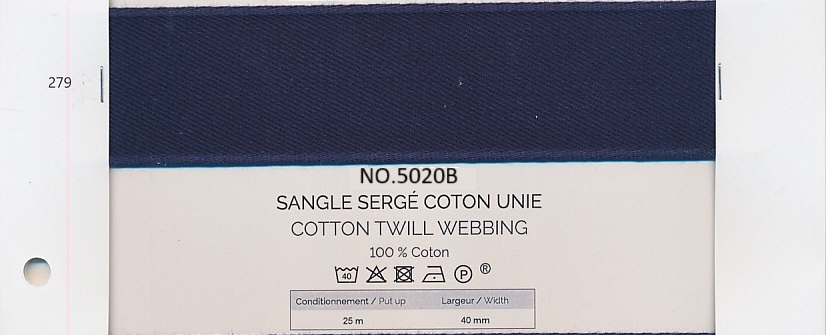 279
NO.5020B
SANGLE SERGÉ COTON UNIE
COTTON TWILL WEBBING
100 % Coton
40 P ®
Conditionnement / Put up Largeur / Width
25 m 40 mm